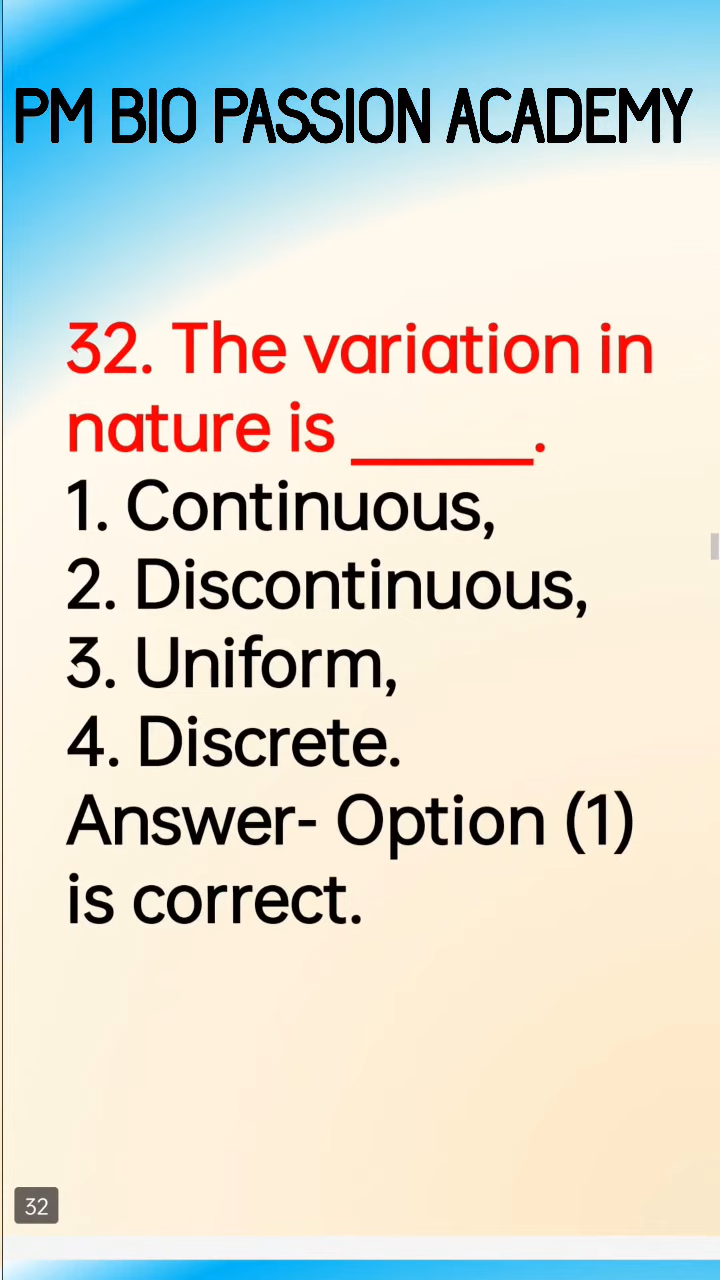 PM BIO PASSION ACADEMY
32. The variation in
nature is ______.
1. Continuous,
2. Discontinuous,
3. Uniform,
4. Discrete.
Answer- Option (1)
is correct.
32